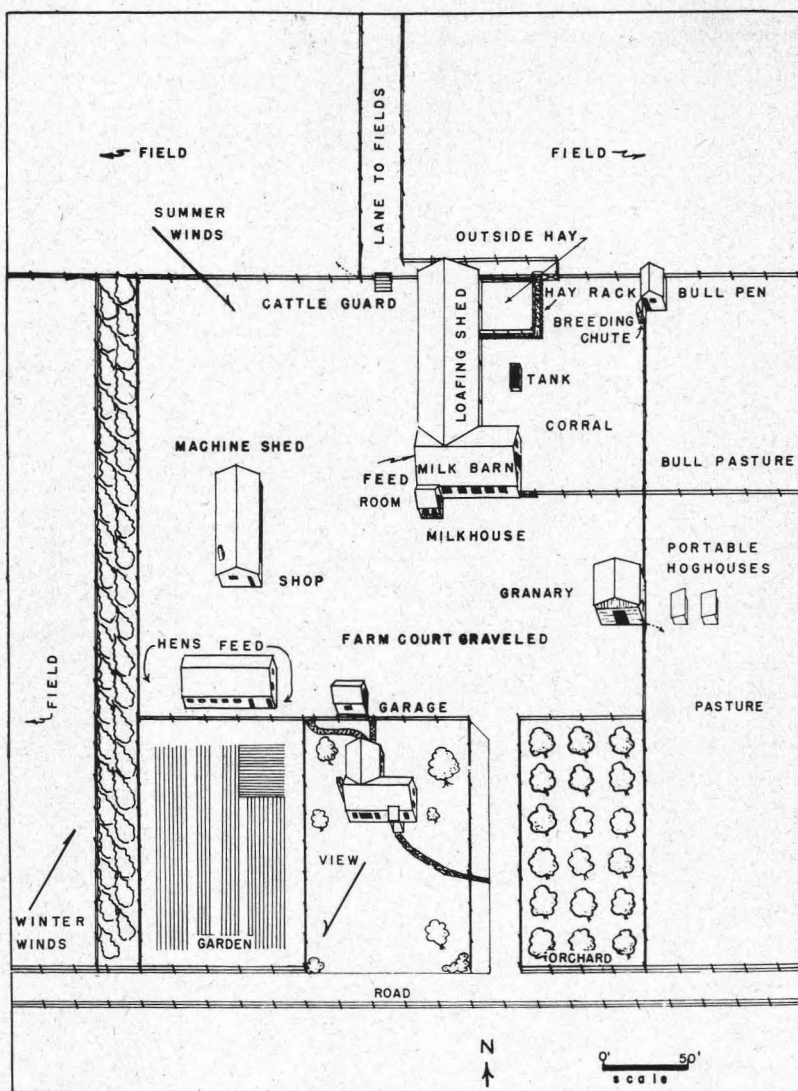 LANE TO FIELDS
FIELD
FIELD
SUMMER
WINDS
OUTSIDE HAY
CATTLE GUARD
HAY RACK
BULL PEN
BREEDING
CHUTE
LOAFING SHED
TANK
CORRAL
MACHINE SHED
FEED
ROOM
MILK BARN
BULL PASTURE
MILKHOUSE
PORTABLE
HOGHOUSES
SHOP
GRANARY
FARM COURT GRAVELED
HENS FEED
FIELD
GARAGE
PASTURE
VIEW
WINTER
WINDS
GARDEN
ORCHARD
ROAD
N
0' 50'
scale